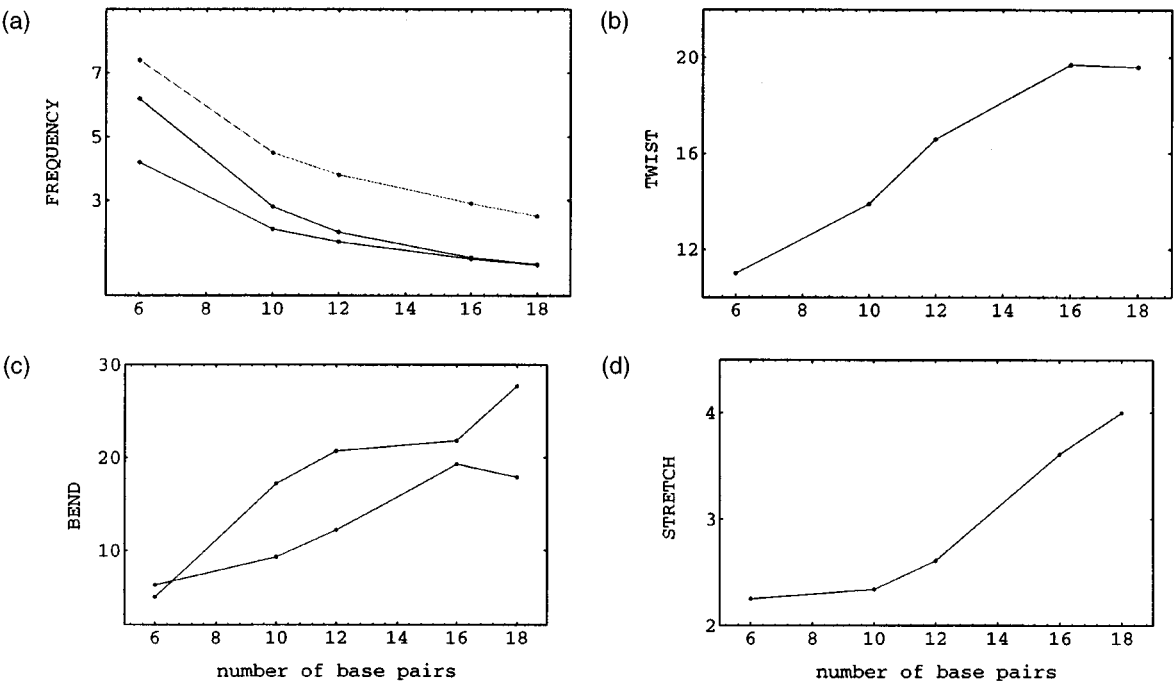 (a)
FREQUENCY
7
5
3
6 8 10 12 14 16 18
(b)
TWIST
20
16
12
6 8 10 12 14 16 18
(c)
BEND
30
20
10
6 8 10 12 14 16 18
number of base pairs
(d)
STRETCH
4
3
2
6 8 10 12 14 16 18
number of base pairs